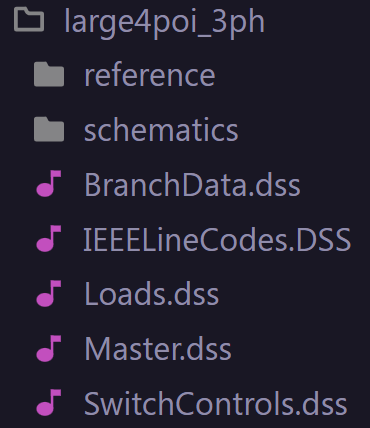 large4poi_3ph
reference
schematics
BranchData.dss
IEEELineCodes.DSS
Loads.dss
Master.dss
SwitchControls.dss